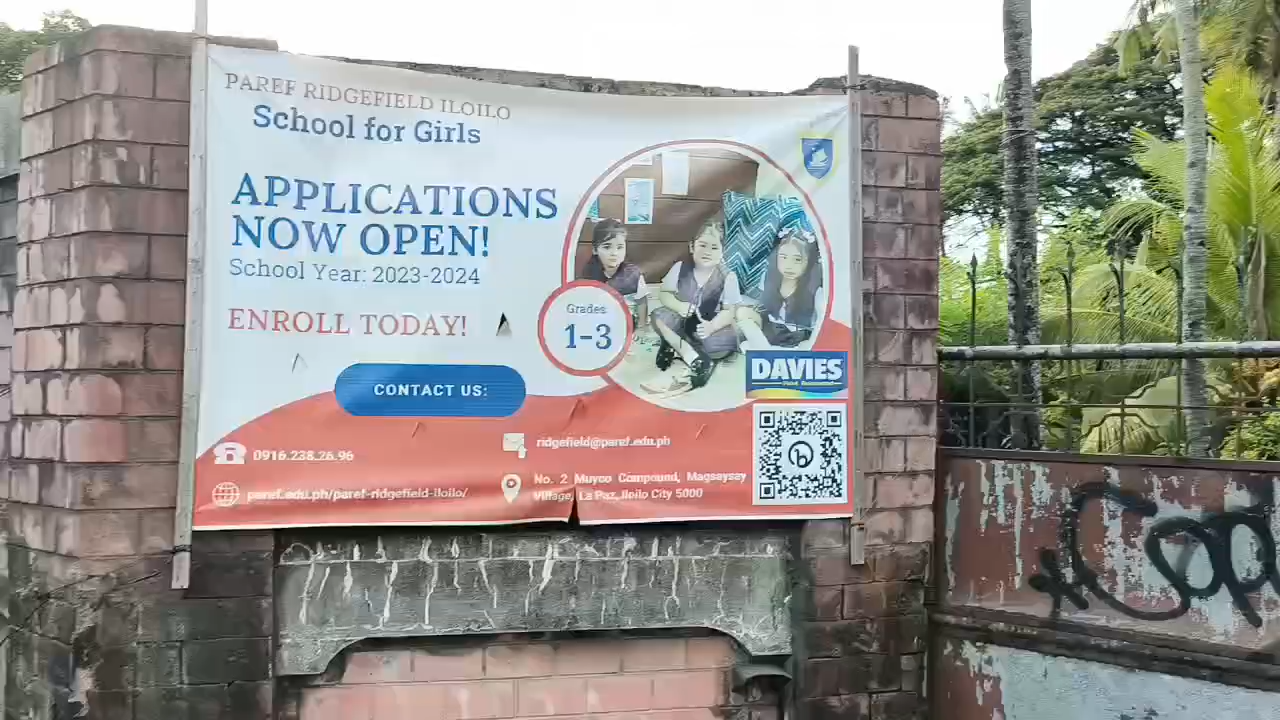 PAREF RIDGEFIELD ILOILO
School for Girls
APPLICATIONS
NOW OPEN!
School Year: 2023-2024
ENROLL TODAY!
Grades:
1-3
CONTACT US:
DAVIES
0916.238.26.96
ridgefield@paref.edu.ph
paref.edu.ph/paref-ridgefield-iloilo/
No. 2 Muyco Compound, Magsaysay
Village, La Paz, Iloilo City 5000